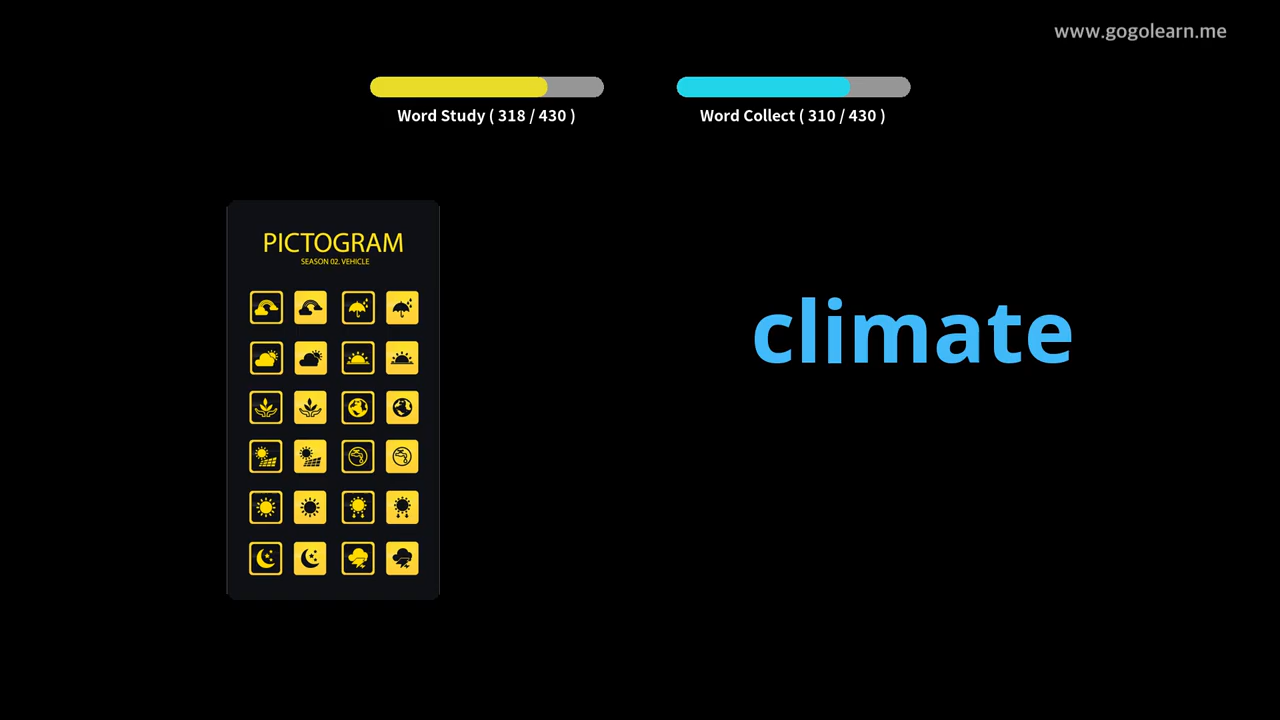 www.gogolearn.me
Word Study ( 318 / 430 )
Word Collect ( 310 / 430 )
PICTOGRAM
SEASON 02. VEHICLE
climate